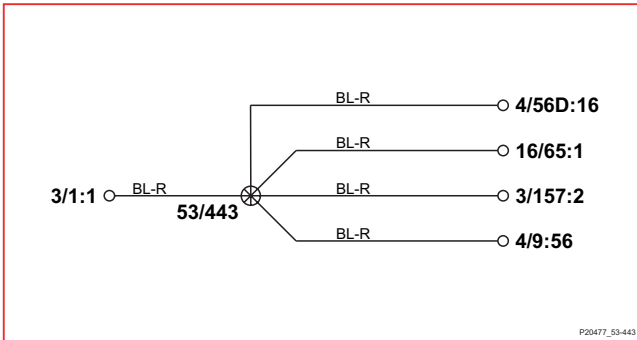 BL-R
4/56D:16
BL-R
16/65:1
3/1:1
BL-R
53/443
BL-R
3/157:2
BL-R
4/9:56
P20477_53-443